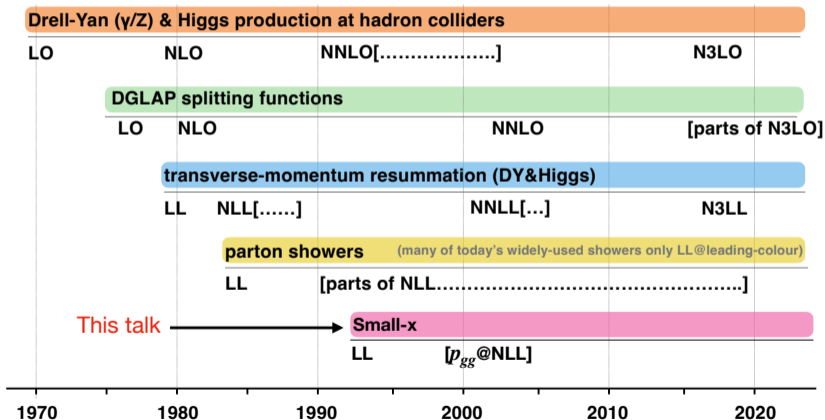 Drell-Yan (γ/Z) & Higgs production at hadron colliders
LO NLO NNLO[....................] N3LO
DGLAP splitting functions
LO NLO NNLO [parts of N3LO]
transverse-momentum resummation (DY&Higgs)
LL NLL[......] NNLL[...] N3LL
parton showers (many of today's widely-used showers only LL@leading-colour)
LL [parts of NLL.....................................................]
This talk Small-x
LL [pgg@NLL]
1970 1980 1990 2000 2010 2020